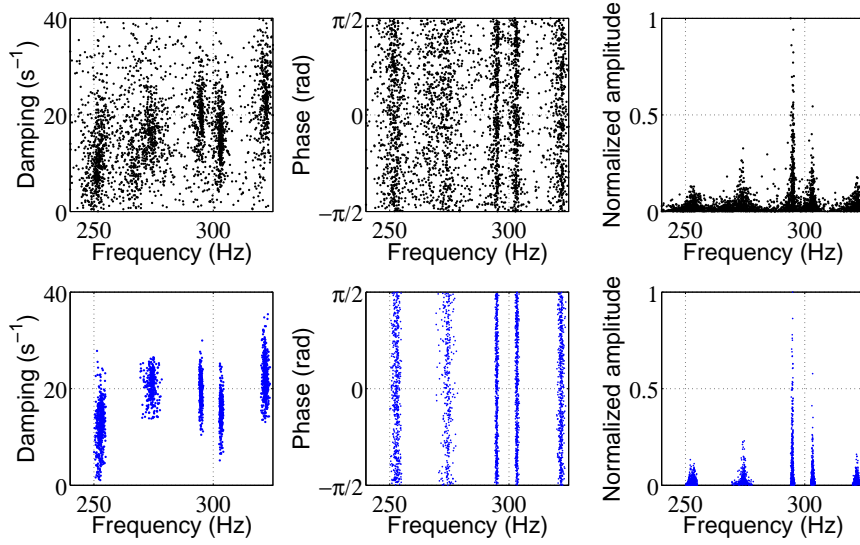 40
20
0
Damping (s⁻¹)
250
300
Frequency (Hz)
π/2
0
−π/2
Phase (rad)
250
300
Frequency (Hz)
1
0.5
0
Normalized amplitude
250
300
Frequency (Hz)
40
20
0
Damping (s⁻¹)
250
300
Frequency (Hz)
π/2
0
−π/2
Phase (rad)
250
300
Frequency (Hz)
1
0.5
0
Normalized amplitude
250
300
Frequency (Hz)